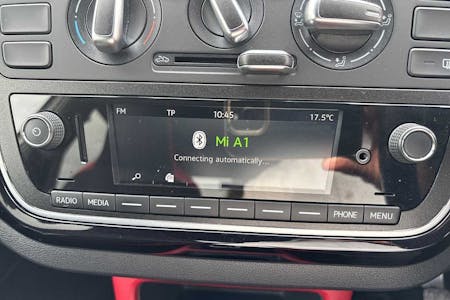 FM TP 10:45 17.5°C
Mi A1
Connecting automatically...
RADIO MEDIA PHONE MENU